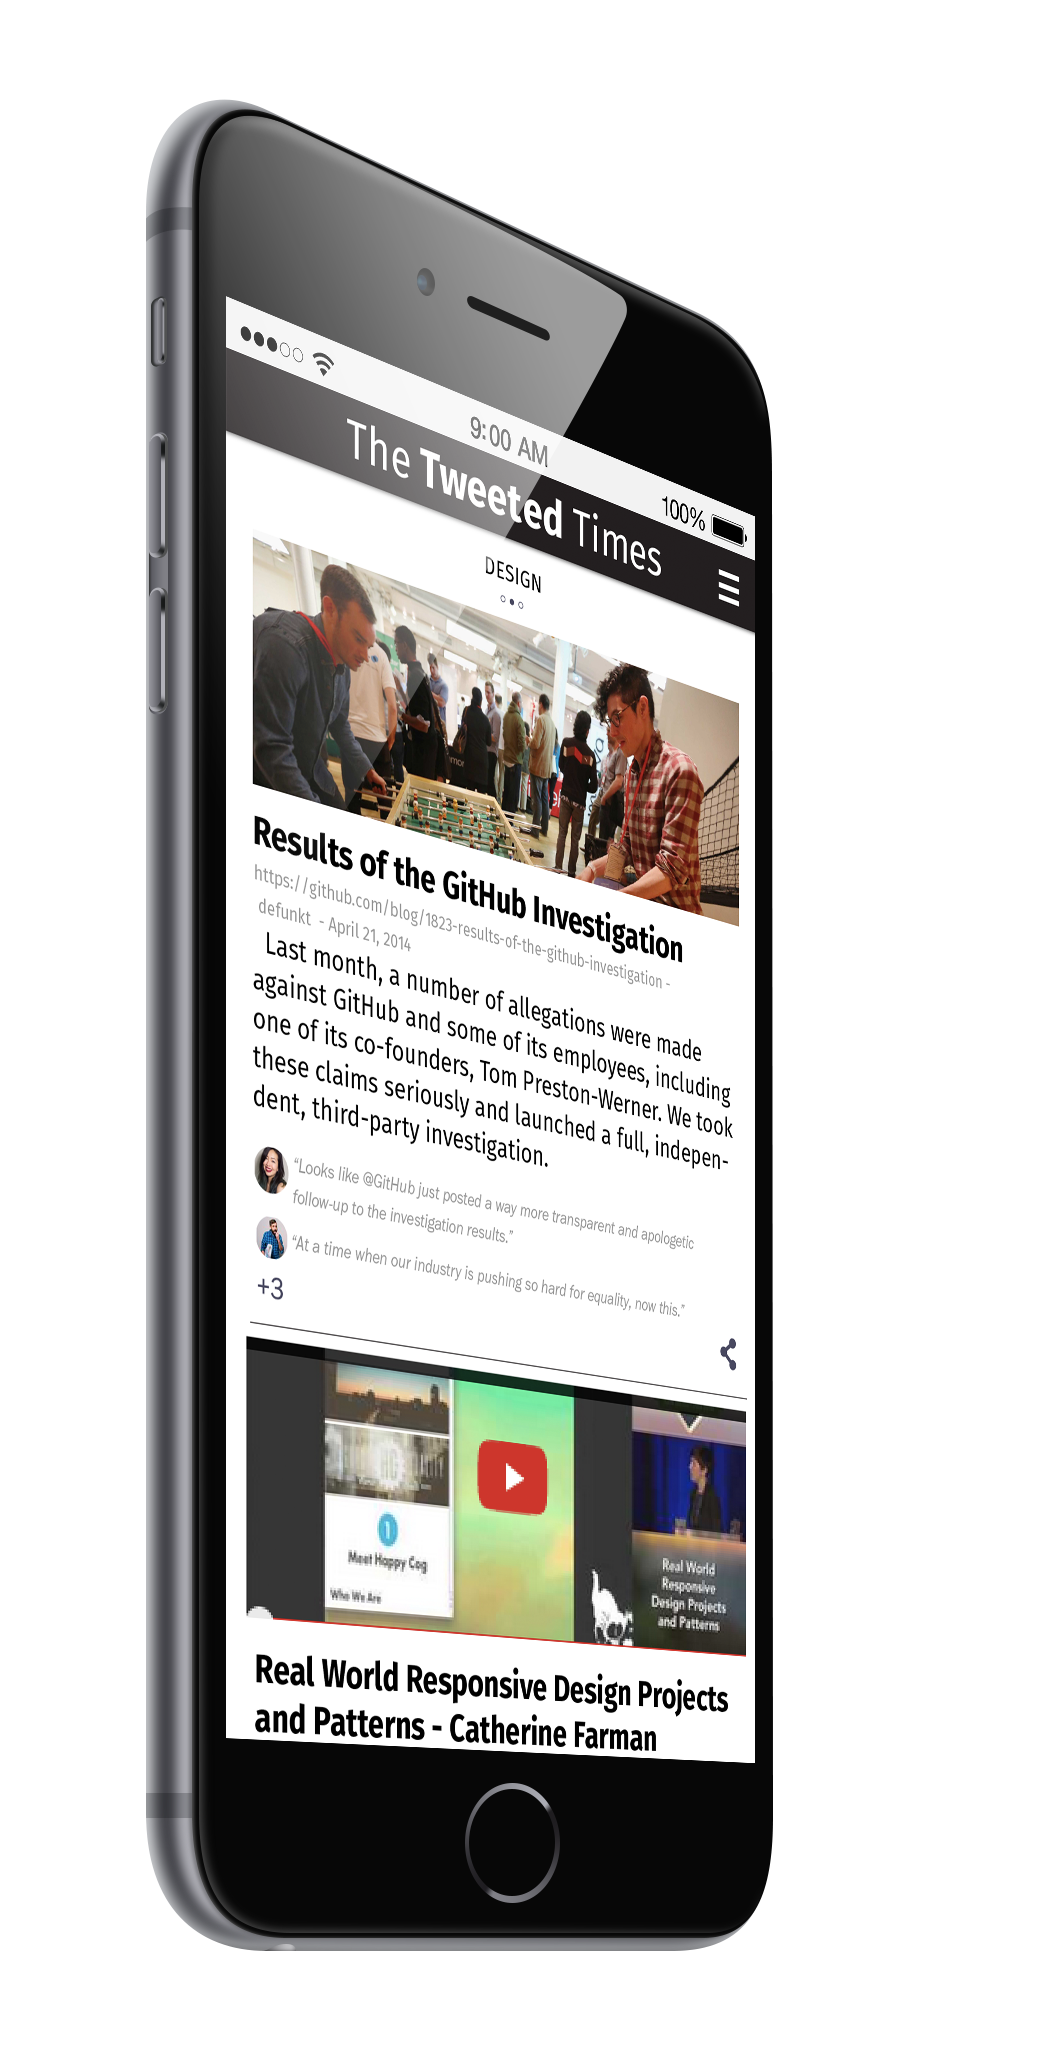 9:00 AM
100%
The Tweeted Times
DESIGN
Results of the GitHub Investigation
https://github.com/blog/1823-results-of-the-github-investigation -
defunkt - April 21, 2014
Last month, a number of allegations were made
against GitHub and some of its employees, including
one of its co-founders, Tom Preston-Werner. We took
these claims seriously and launched a full, indepen-
dent, third-party investigation.
“Looks like @GitHub just posted a way more transparent and apologetic
follow-up to the investigation results.”
“At a time when our industry is pushing so hard for equality, now this.”
+3
1
Meet Happy Cog
Who We Are
Real World
Responsive
Design Projects
and Patterns
Real World Responsive Design Projects
and Patterns - Catherine Farman